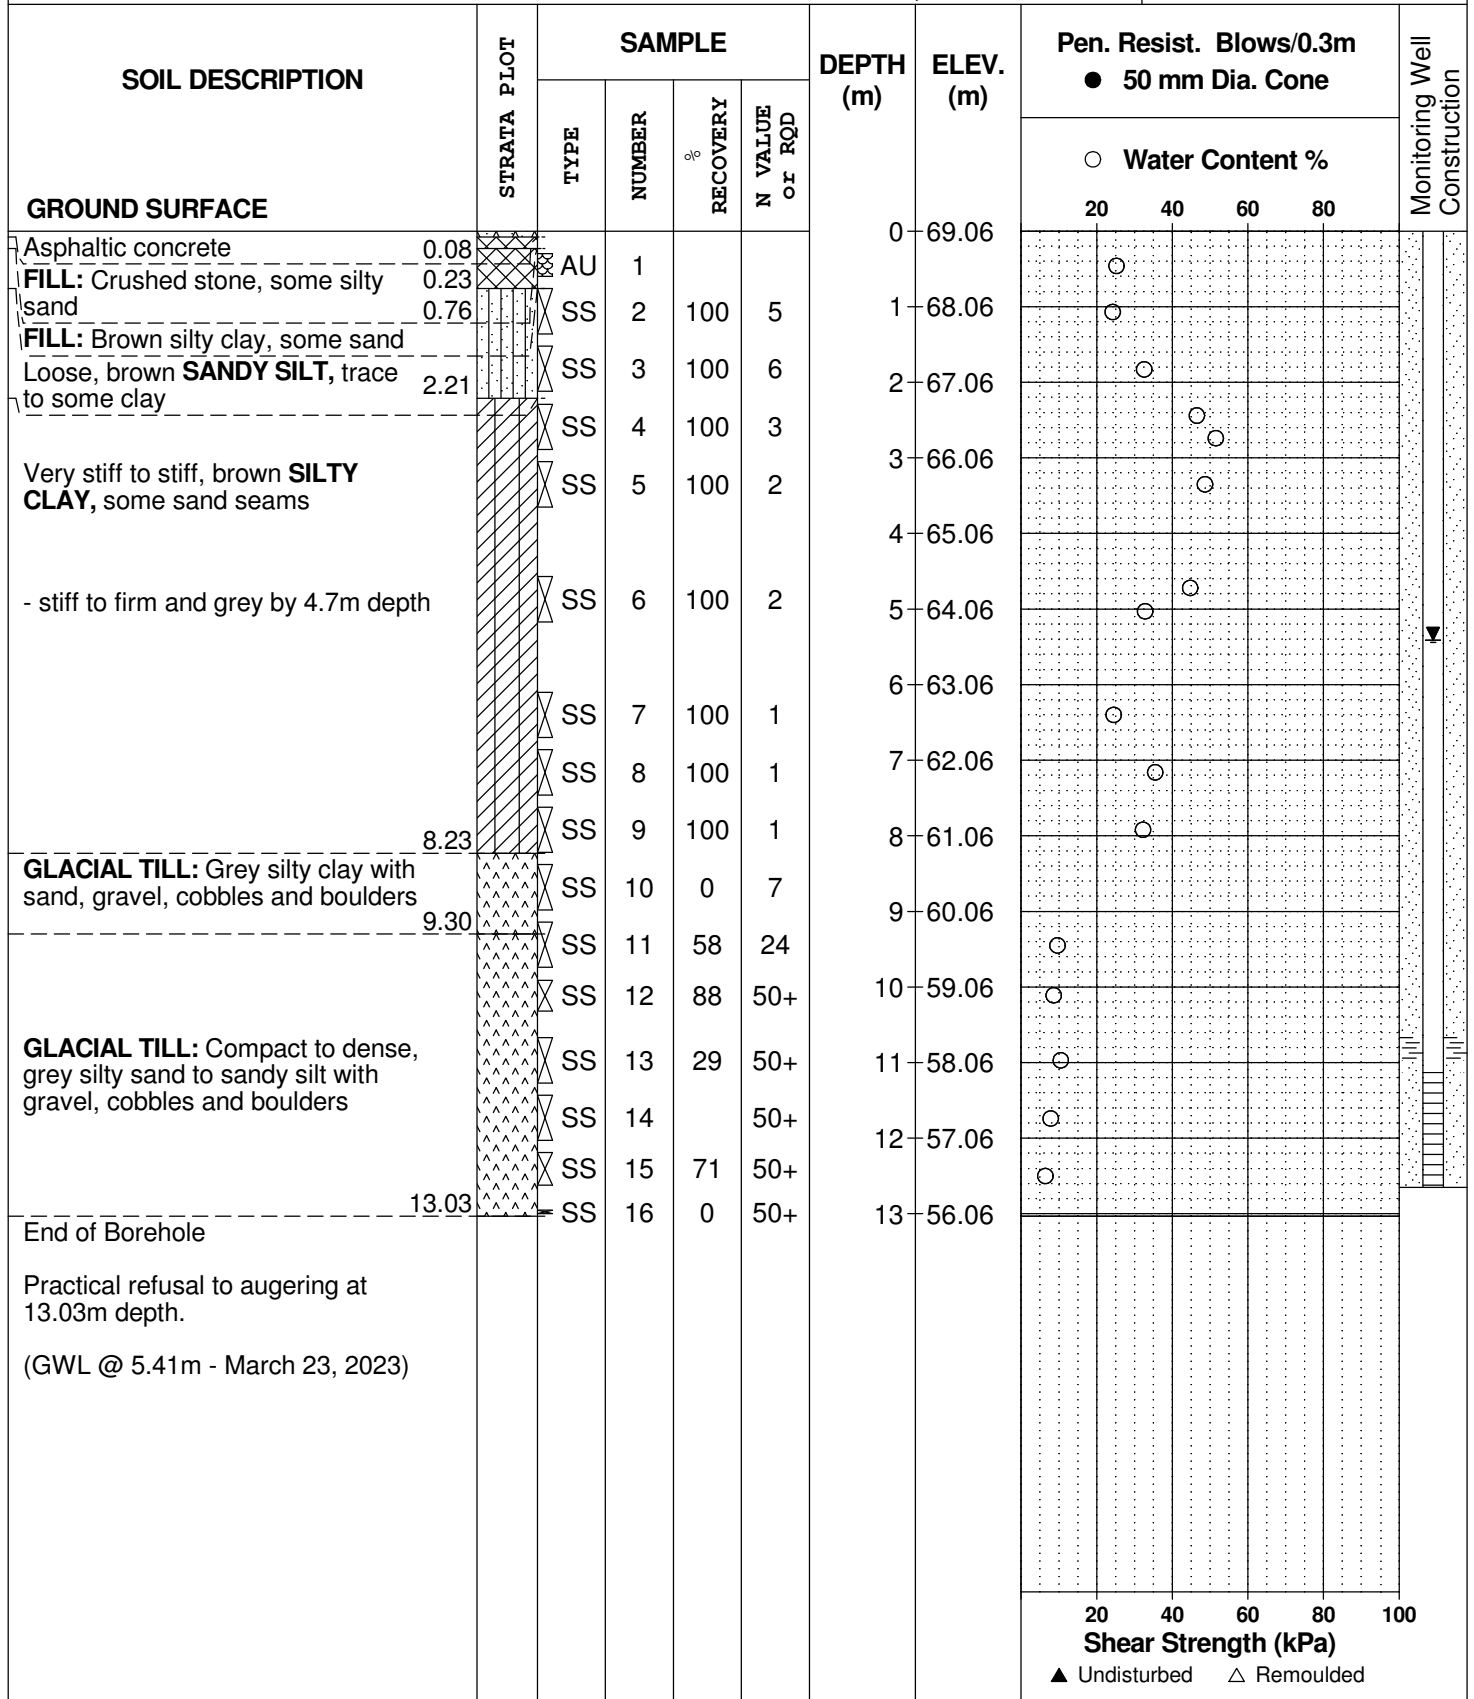 SOIL DESCRIPTION
GROUND SURFACE
STRATA PLOT
SAMPLE
TYPE
NUMBER
% RECOVERY
N VALUE or RQD
DEPTH (m)
ELEV. (m)
Pen. Resist. Blows/0.3m
● 50 mm Dia. Cone
○ Water Content %
20 40 60 80
Monitoring Well Construction
Asphaltic concrete 0.08
FILL: Crushed stone, some silty 0.23
sand 0.76
FILL: Brown silty clay, some sand
Loose, brown SANDY SILT, trace
to some clay 2.21
Very stiff to stiff, brown SILTY
CLAY, some sand seams
- stiff to firm and grey by 4.7m depth
8.23
GLACIAL TILL: Grey silty clay with
sand, gravel, cobbles and boulders
9.30
GLACIAL TILL: Compact to dense,
grey silty sand to sandy silt with
gravel, cobbles and boulders
13.03
End of Borehole
Practical refusal to augering at
13.03m depth.
(GWL @ 5.41m - March 23, 2023)
AU 1
SS 2 100 5
SS 3 100 6
SS 4 100 3
SS 5 100 2
SS 6 100 2
SS 7 100 1
SS 8 100 1
SS 9 100 1
SS 10 0 7
SS 11 58 24
SS 12 88 50+
SS 13 29 50+
SS 14 50+
SS 15 71 50+
SS 16 0 50+
0 69.06
1 68.06
2 67.06
3 66.06
4 65.06
5 64.06
6 63.06
7 62.06
8 61.06
9 60.06
10 59.06
11 58.06
12 57.06
13 56.06
20 40 60 80 100
Shear Strength (kPa)
▲ Undisturbed △ Remoulded